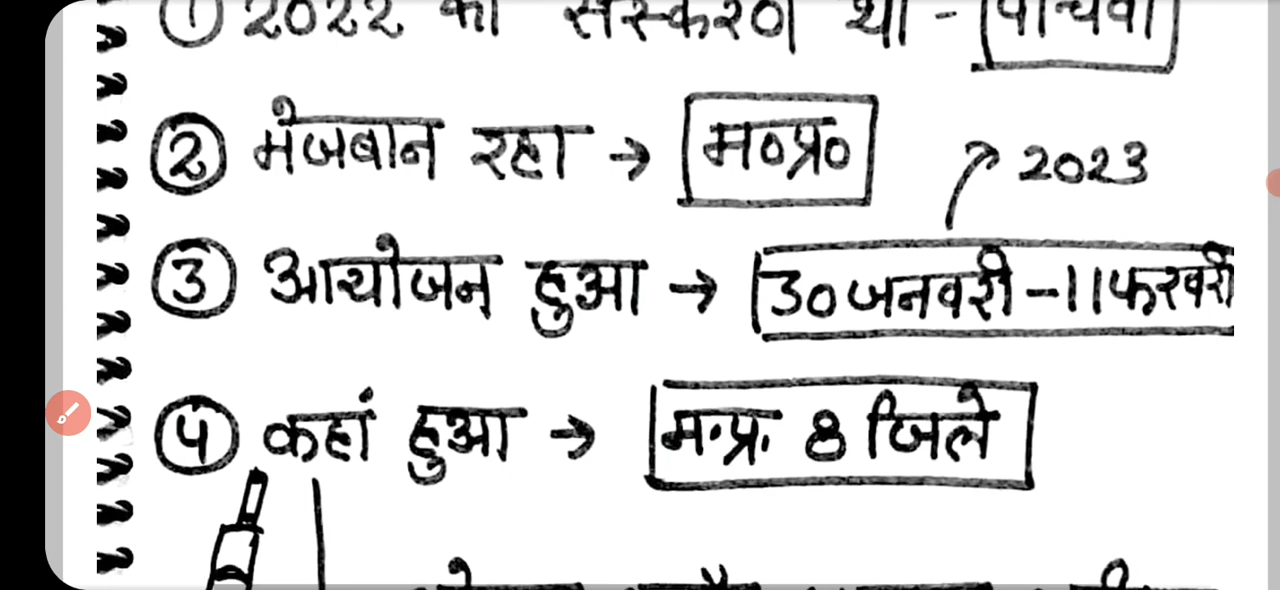 ① 2022 का संस्करण था - पांचवा
② मेजबान रहा → म०प्र०
2023
③ आयोजन हुआ → 30 जनवरी - 11 फरवरी
④ कहां हुआ → म.प्र. 8 जिले